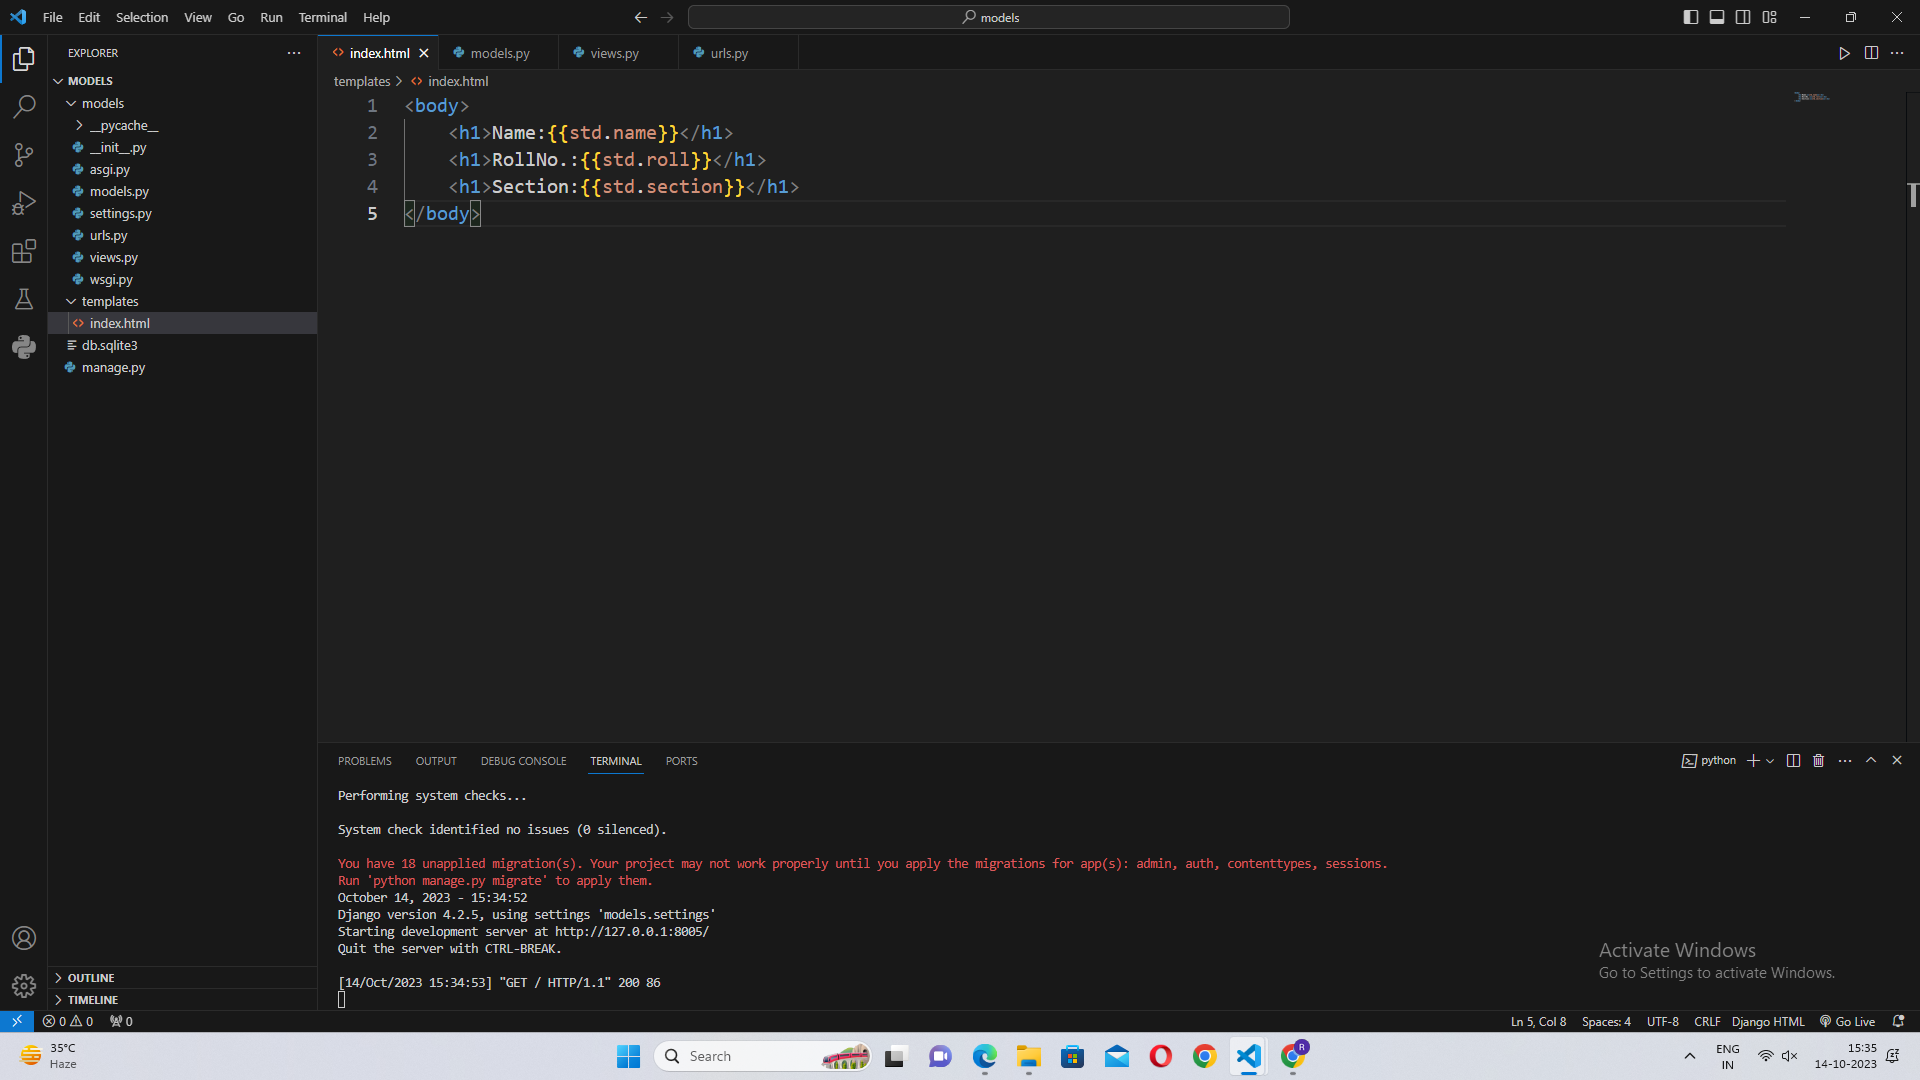 File Edit Selection View Go Run Terminal Help
models
EXPLORER
MODELS
models
__pycache__
__init__.py
asgi.py
models.py
settings.py
urls.py
views.py
wsgi.py
templates
index.html
db.sqlite3
manage.py
OUTLINE
TIMELINE
index.html models.py views.py urls.py
templates > index.html
1 <body>
2 <h1>Name:{{std.name}}</h1>
3 <h1>RollNo.:{{std.roll}}</h1>
4 <h1>Section:{{std.section}}</h1>
5 </body>
PROBLEMS OUTPUT DEBUG CONSOLE TERMINAL PORTS
python
Performing system checks...
System check identified no issues (0 silenced).
You have 18 unapplied migration(s). Your project may not work properly until you apply the migrations for app(s): admin, auth, contenttypes, sessions.
Run 'python manage.py migrate' to apply them.
October 14, 2023 - 15:34:52
Django version 4.2.5, using settings 'models.settings'
Starting development server at http://127.0.0.1:8005/
Quit the server with CTRL-BREAK.
[14/Oct/2023 15:34:53] "GET / HTTP/1.1" 200 86
Activate Windows
Go to Settings to activate Windows.
0 0 0
Ln 5, Col 8 Spaces: 4 UTF-8 CRLF Django HTML Go Live
35°C
Haze
Search
R
ENG
IN
15:35
14-10-2023